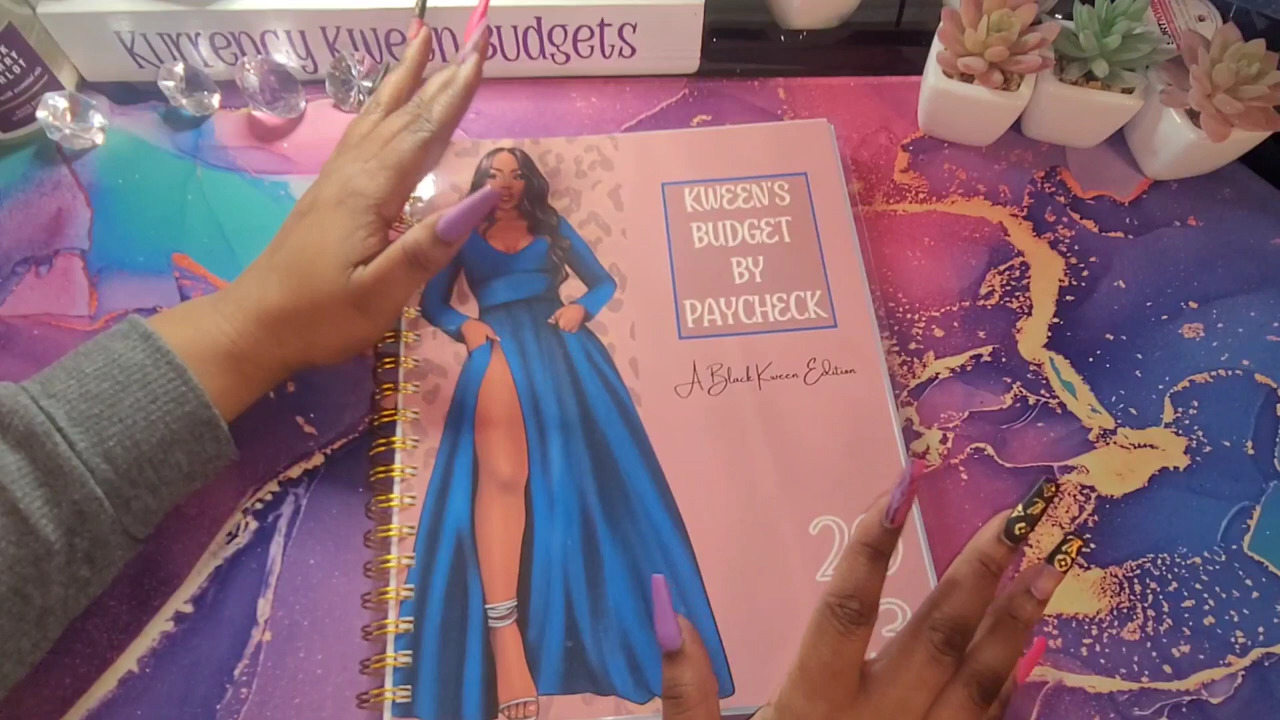 Kurrency Kween Budgets
KWEEN'S
BUDGET
BY
PAYCHECK
A Black Kween Edition